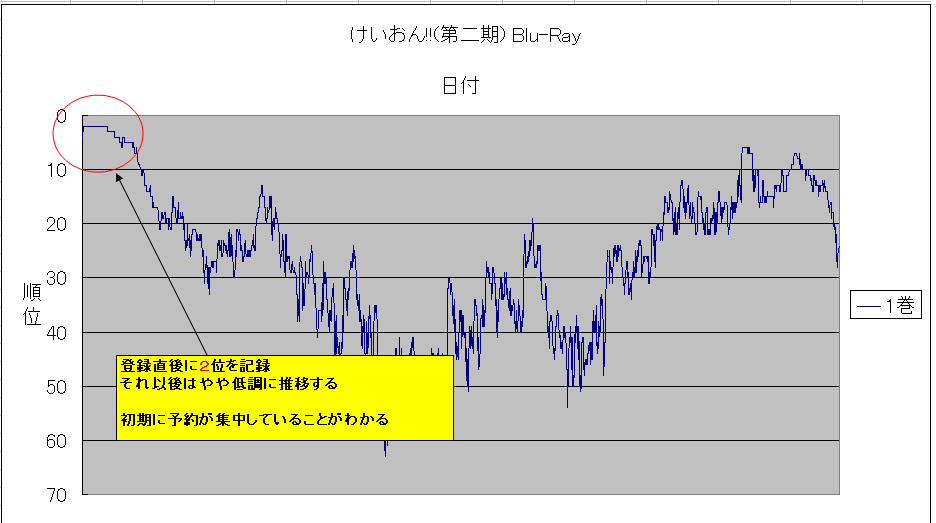 けいおん!!(第二期) Blu-Ray
日付
0
10
20
30
40
50
60
70
順位
1巻
登録直後に2位を記録
それ以後はやや低調に推移する
初期に予約が集中していることがわかる